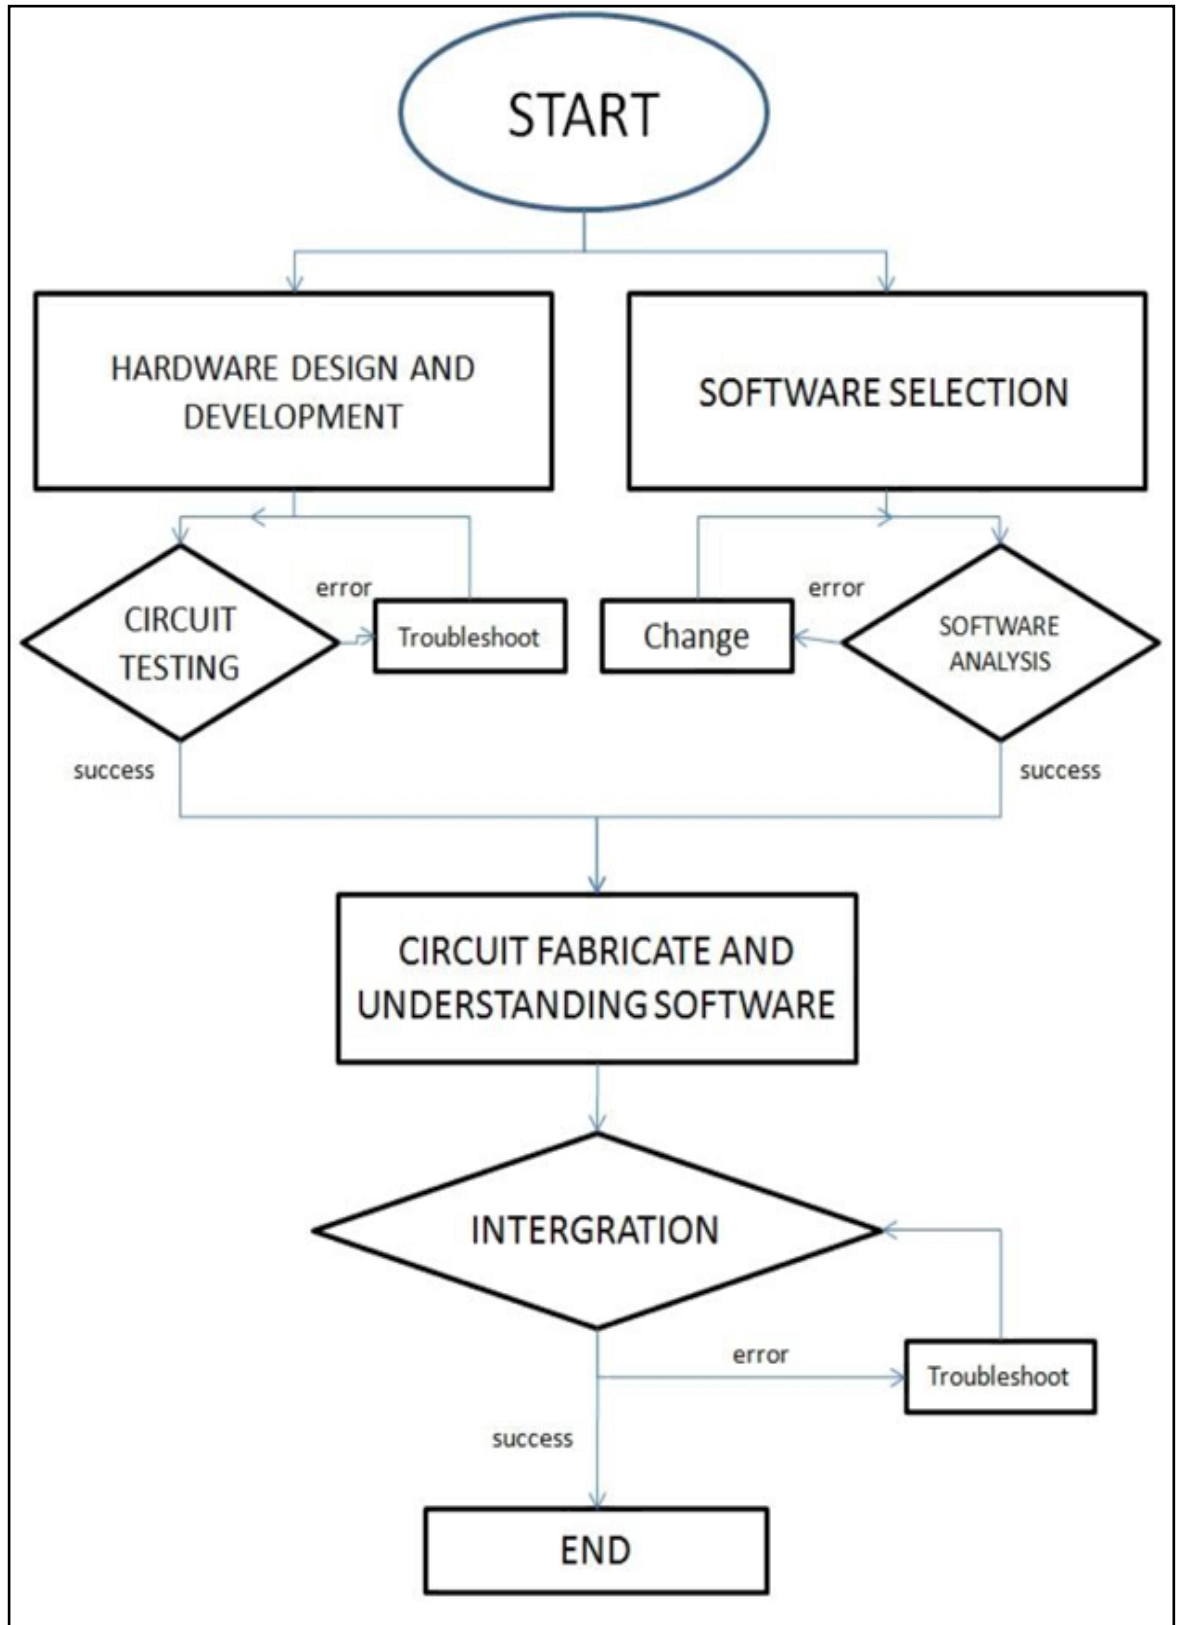 START
HARDWARE DESIGN AND
DEVELOPMENT
SOFTWARE SELECTION
error
CIRCUIT
TESTING
Troubleshoot
error
Change
SOFTWARE
ANALYSIS
success
success
CIRCUIT FABRICATE AND
UNDERSTANDING SOFTWARE
INTERGRATION
error
Troubleshoot
success
END